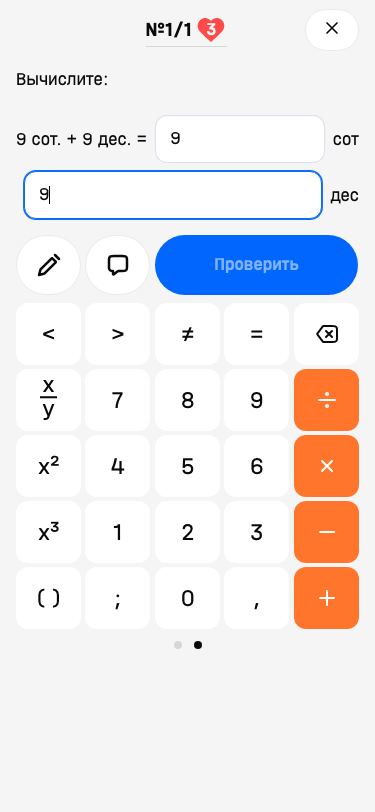 №1/1 3
Вычислите:
9 сот. + 9 дес. = 9 сот
9 дес
Проверить
< > ≠ =
x/y 7 8 9 ÷
x² 4 5 6 ×
x³ 1 2 3 −
( ) ; 0 , +